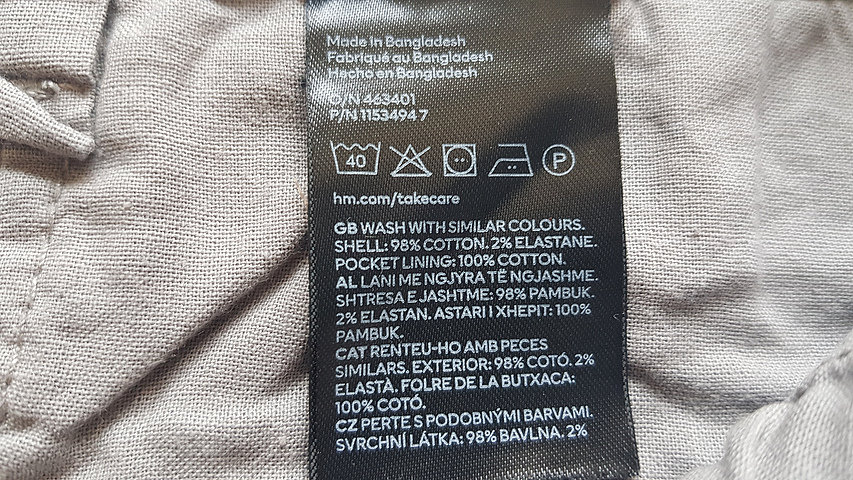 Made in Bangladesh
Fabriqué au Bangladesh
Hecho en Bangladesh
O/N 463401
P/N 1153494 7
40 P
hm.com/takecare
GB WASH WITH SIMILAR COLOURS.
SHELL: 98% COTTON. 2% ELASTANE.
POCKET LINING: 100% COTTON.
AL LANI ME NGJYRA TË NGJASHME.
SHTRESA E JASHTME: 98% PAMBUK.
2% ELASTAN. ASTARI I XHEPIT: 100%
PAMBUK.
CAT RENTEU-HO AMB PECES
SIMILARS. EXTERIOR: 98% COTÓ. 2%
ELASTÀ. FOLRE DE LA BUTXACA:
100% COTÓ.
CZ PERTE S PODOBNÝMI BARVAMI.
SVRCHNÍ LÁTKA: 98% BAVLNA. 2%